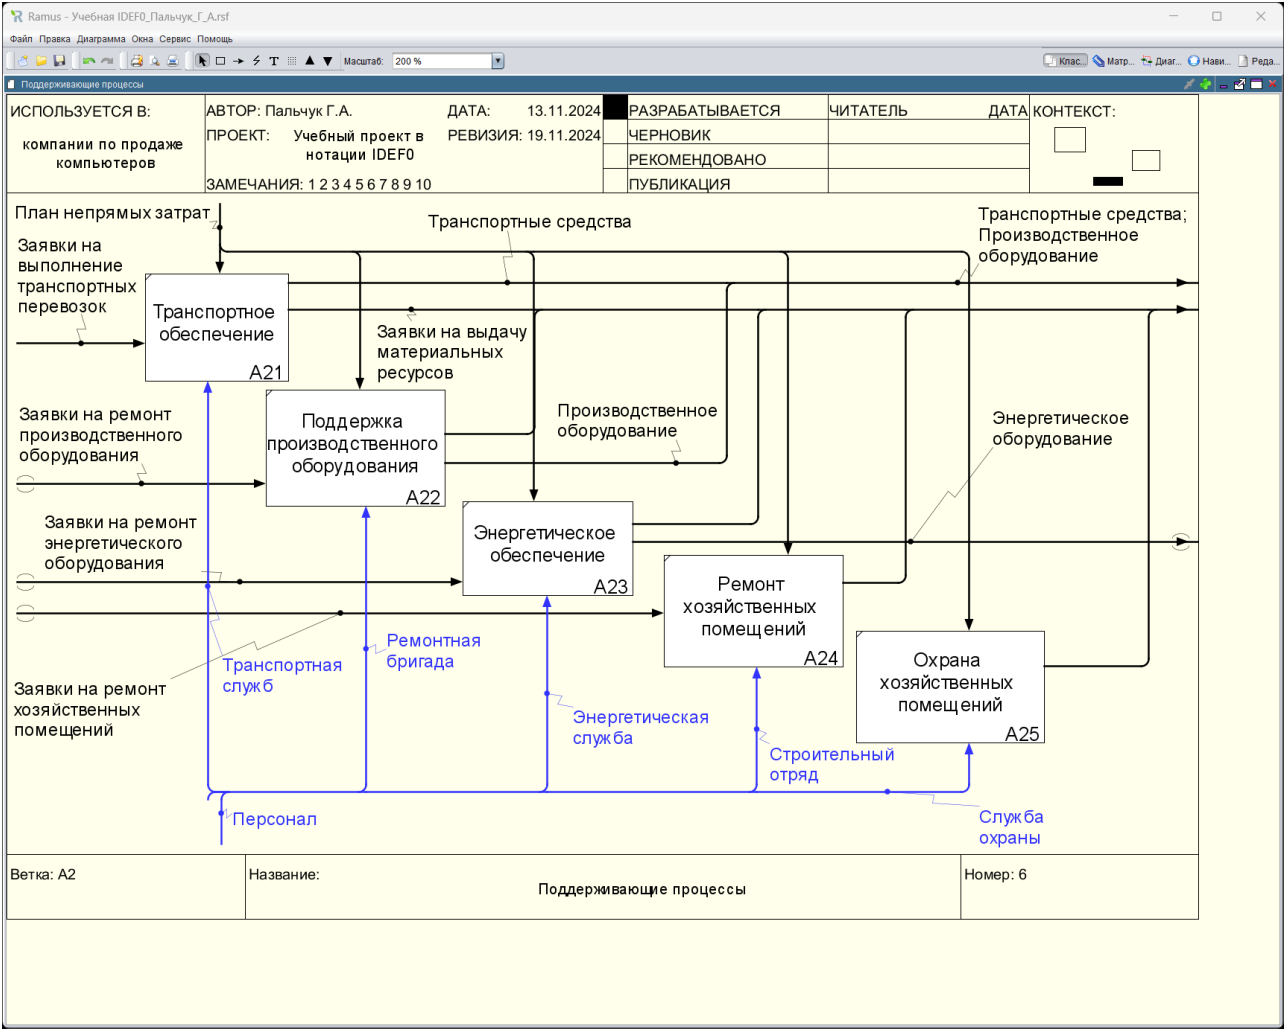 Ramus - Учебная IDEF0_Пальчук_Г_А.rsf
Файл Правка Диаграмма Окна Сервис Помощь
Масштаб: 200 % Клас... Матр... Диаг... Нави... Реда...
Поддерживающие процессы
ИСПОЛЬЗУЕТСЯ В:
компании по продаже
компьютеров
АВТОР: Пальчук Г.А.
ДАТА: 13.11.2024
ПРОЕКТ: Учебный проект в
нотации IDEF0
РЕВИЗИЯ: 19.11.2024
ЗАМЕЧАНИЯ: 1 2 3 4 5 6 7 8 9 10
РАЗРАБАТЫВАЕТСЯ
ЧЕРНОВИК
РЕКОМЕНДОВАНО
ПУБЛИКАЦИЯ
ЧИТАТЕЛЬ ДАТА
КОНТЕКСТ:
План непрямых затрат
Транспортные средства
Транспортные средства;
Производственное
оборудование
Заявки на
выполнение
транспортных
перевозок
Транспортное
обеспечение
A21
Заявки на выдачу
материальных
ресурсов
Заявки на ремонт
производственного
оборудования
Поддержка
производственного
оборудования
A22
Производственное
оборудование
Энергетическое
оборудование
Заявки на ремонт
энергетического
оборудования
Энергетическое
обеспечение
A23
Ремонт
хозяйственных
помещений
A24
Охрана
хозяйственных
помещений
A25
Транспортная
служб
Ремонтная
бригада
Заявки на ремонт
хозяйственных
помещений
Энергетическая
служба
Строительный
отряд
Персонал
Служба
охраны
Ветка: A2
Название:
Поддерживающие процессы
Номер: 6